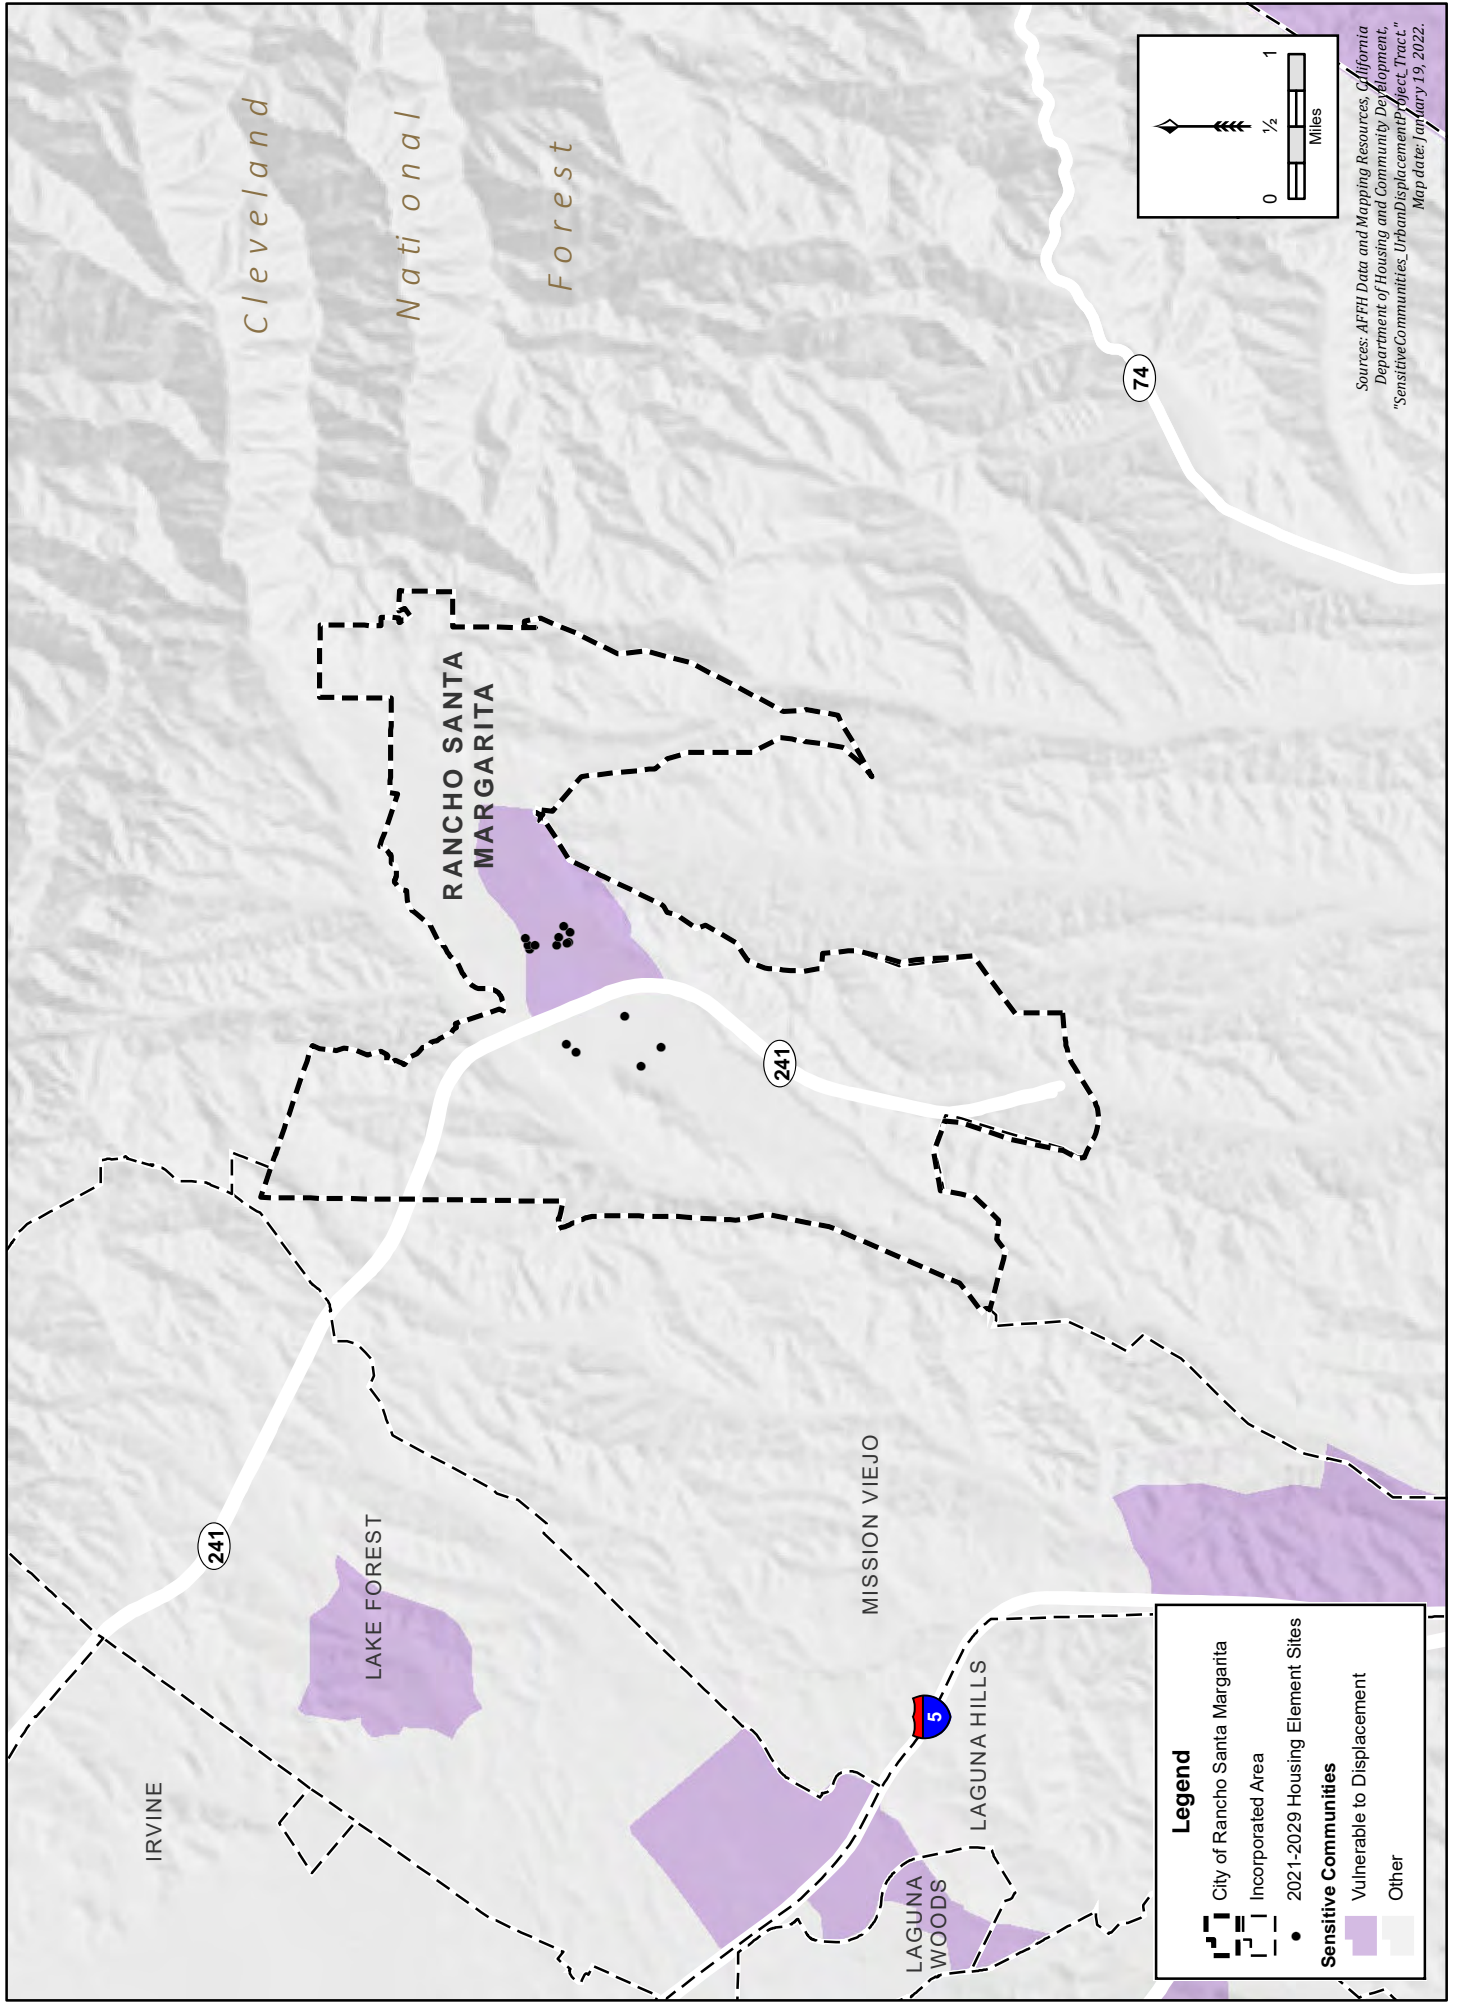 Cleveland
National
Forest
RANCHO SANTA
MARGARITA
241
241
74
IRVINE
LAKE FOREST
MISSION VIEJO
5
LAGUNA HILLS
LAGUNA
WOODS
0 ½ 1
Miles
Sources: AFFH Data and Mapping Resources, California
Department of Housing and Community Development,
"SensitiveCommunities_UrbanDisplacementProject_Tract."
Map date: January 19, 2022.
Legend
City of Rancho Santa Margarita
Incorporated Area
2021-2029 Housing Element Sites
Sensitive Communities
Vulnerable to Displacement
Other